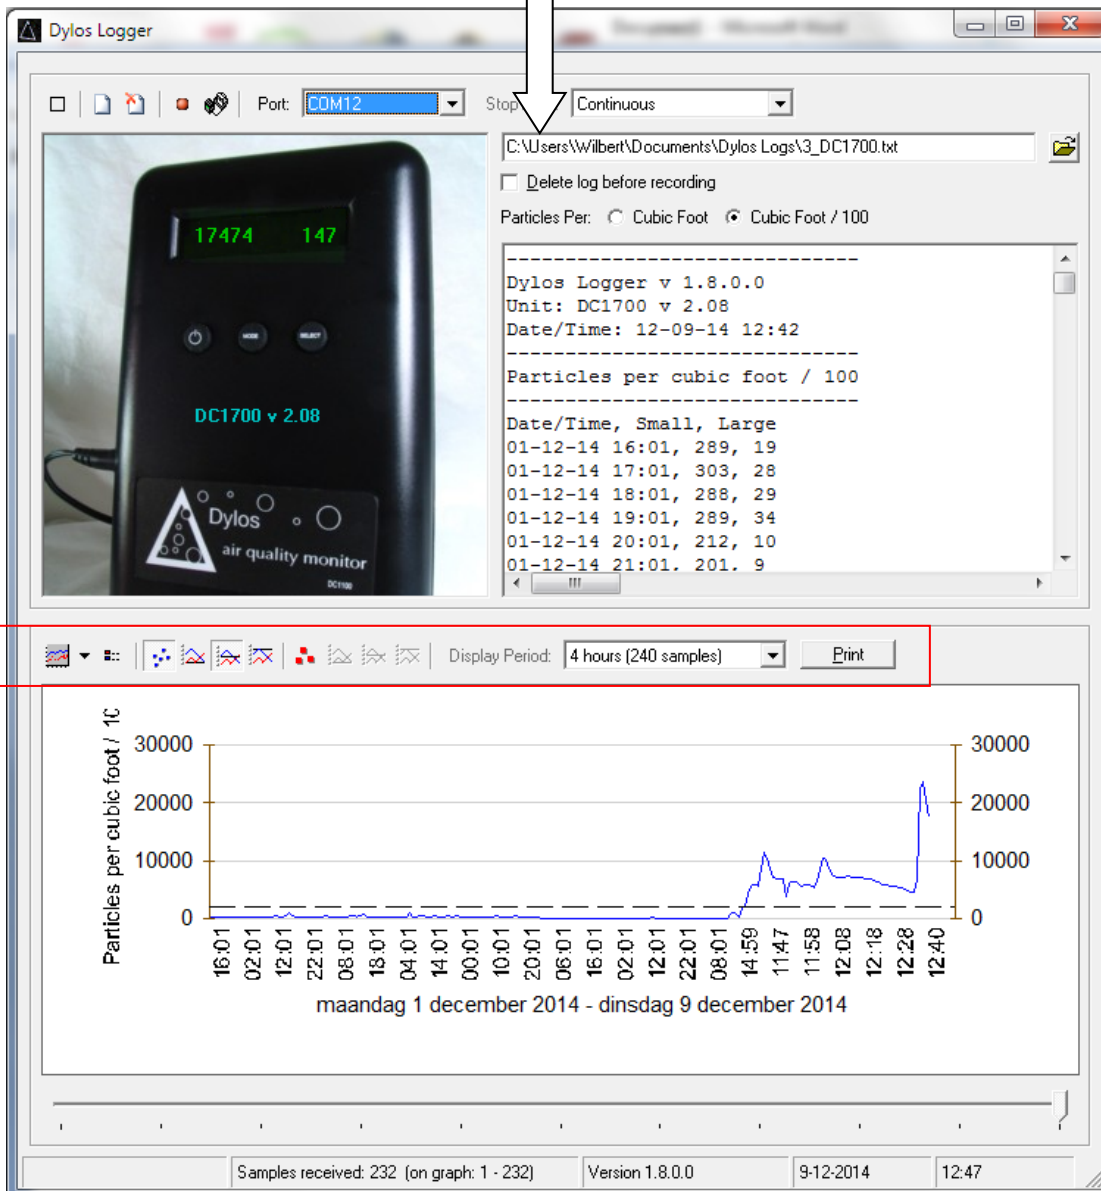 Dylos Logger
Port: COM12 Stop Continuous
C:\Users\Wilbert\Documents\Dylos Logs\3_DC1700.txt
Delete log before recording
Particles Per: Cubic Foot Cubic Foot / 100
17474 147
MODE SELECT
DC1700 v 2.08
Dylos
air quality monitor
DC1100
------------------------------
Dylos Logger v 1.8.0.0
Unit: DC1700 v 2.08
Date/Time: 12-09-14 12:42
------------------------------
Particles per cubic foot / 100
------------------------------
Date/Time, Small, Large
01-12-14 16:01, 289, 19
01-12-14 17:01, 303, 28
01-12-14 18:01, 288, 29
01-12-14 19:01, 289, 34
01-12-14 20:01, 212, 10
01-12-14 21:01, 201, 9
Display Period: 4 hours (240 samples) Print
Particles per cubic foot / 10
30000 30000
20000 20000
10000 10000
0 0
16:01 02:01 12:01 22:01 08:01 18:01 04:01 14:01 00:01 10:01 20:01 06:01 16:01 02:01 12:01 22:01 08:01 14:59 11:47 11:58 12:08 12:18 12:28 12:40
maandag 1 december 2014 - dinsdag 9 december 2014
Samples received: 232 (on graph: 1 - 232) Version 1.8.0.0 9-12-2014 12:47